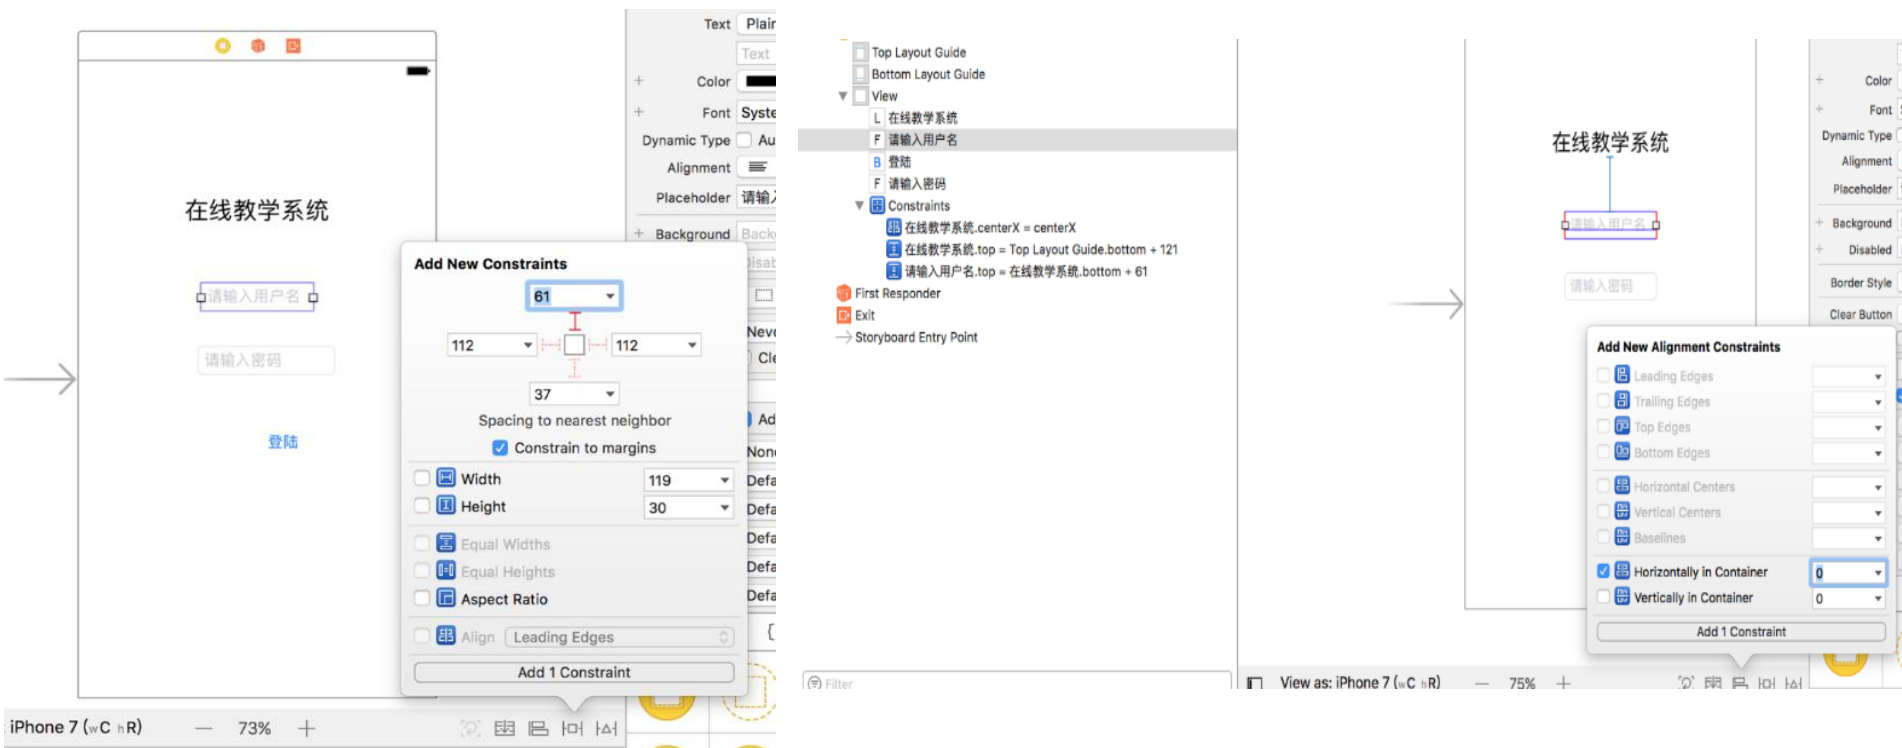 Text Plain
Text
Color
Font Syste
Dynamic Type Au
Alignment
Placeholder 请输入
Background Back
在线教学系统
请输入用户名
请输入密码
登陆
Add New Constraints
61
112 112
37
Spacing to nearest neighbor
Constrain to margins
Width 119
Height 30
Equal Widths
Equal Heights
Aspect Ratio
Align Leading Edges
Add 1 Constraint
Disab
Neve
Cle
Ad
None
Defa
Defa
Defa
Defa
Defa
{
iPhone 7 (wC hR) — 73% +
Top Layout Guide
Bottom Layout Guide
View
L 在线教学系统
F 请输入用户名
B 登陆
F 请输入密码
Constraints
在线教学系统.centerX = centerX
在线教学系统.top = Top Layout Guide.bottom + 121
请输入用户名.top = 在线教学系统.bottom + 61
First Responder
Exit
Storyboard Entry Point
Filter
在线教学系统
请输入用户名
请输入密码
Color
Font S
Dynamic Type
Alignment
Placeholder
Background
Disabled
Border Style
Clear Button
Add New Alignment Constraints
Leading Edges
Trailing Edges
Top Edges
Bottom Edges
Horizontal Centers
Vertical Centers
Baselines
Horizontally in Container 0
Vertically in Container 0
Add 1 Constraint
View as: iPhone 7 (wC hR) — 75% +